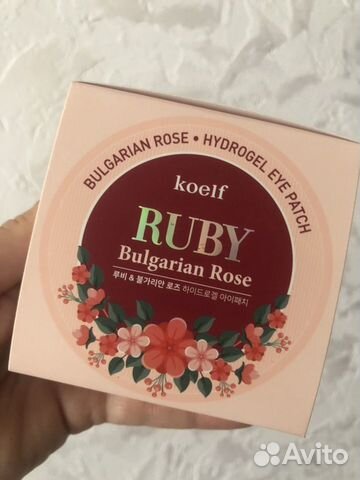 BULGARIAN ROSE • HYDROGEL EYE PATCH
koelf
RUBY
Bulgarian Rose
루비 & 불가리안 로즈 하이드로겔 아이패치
Avito